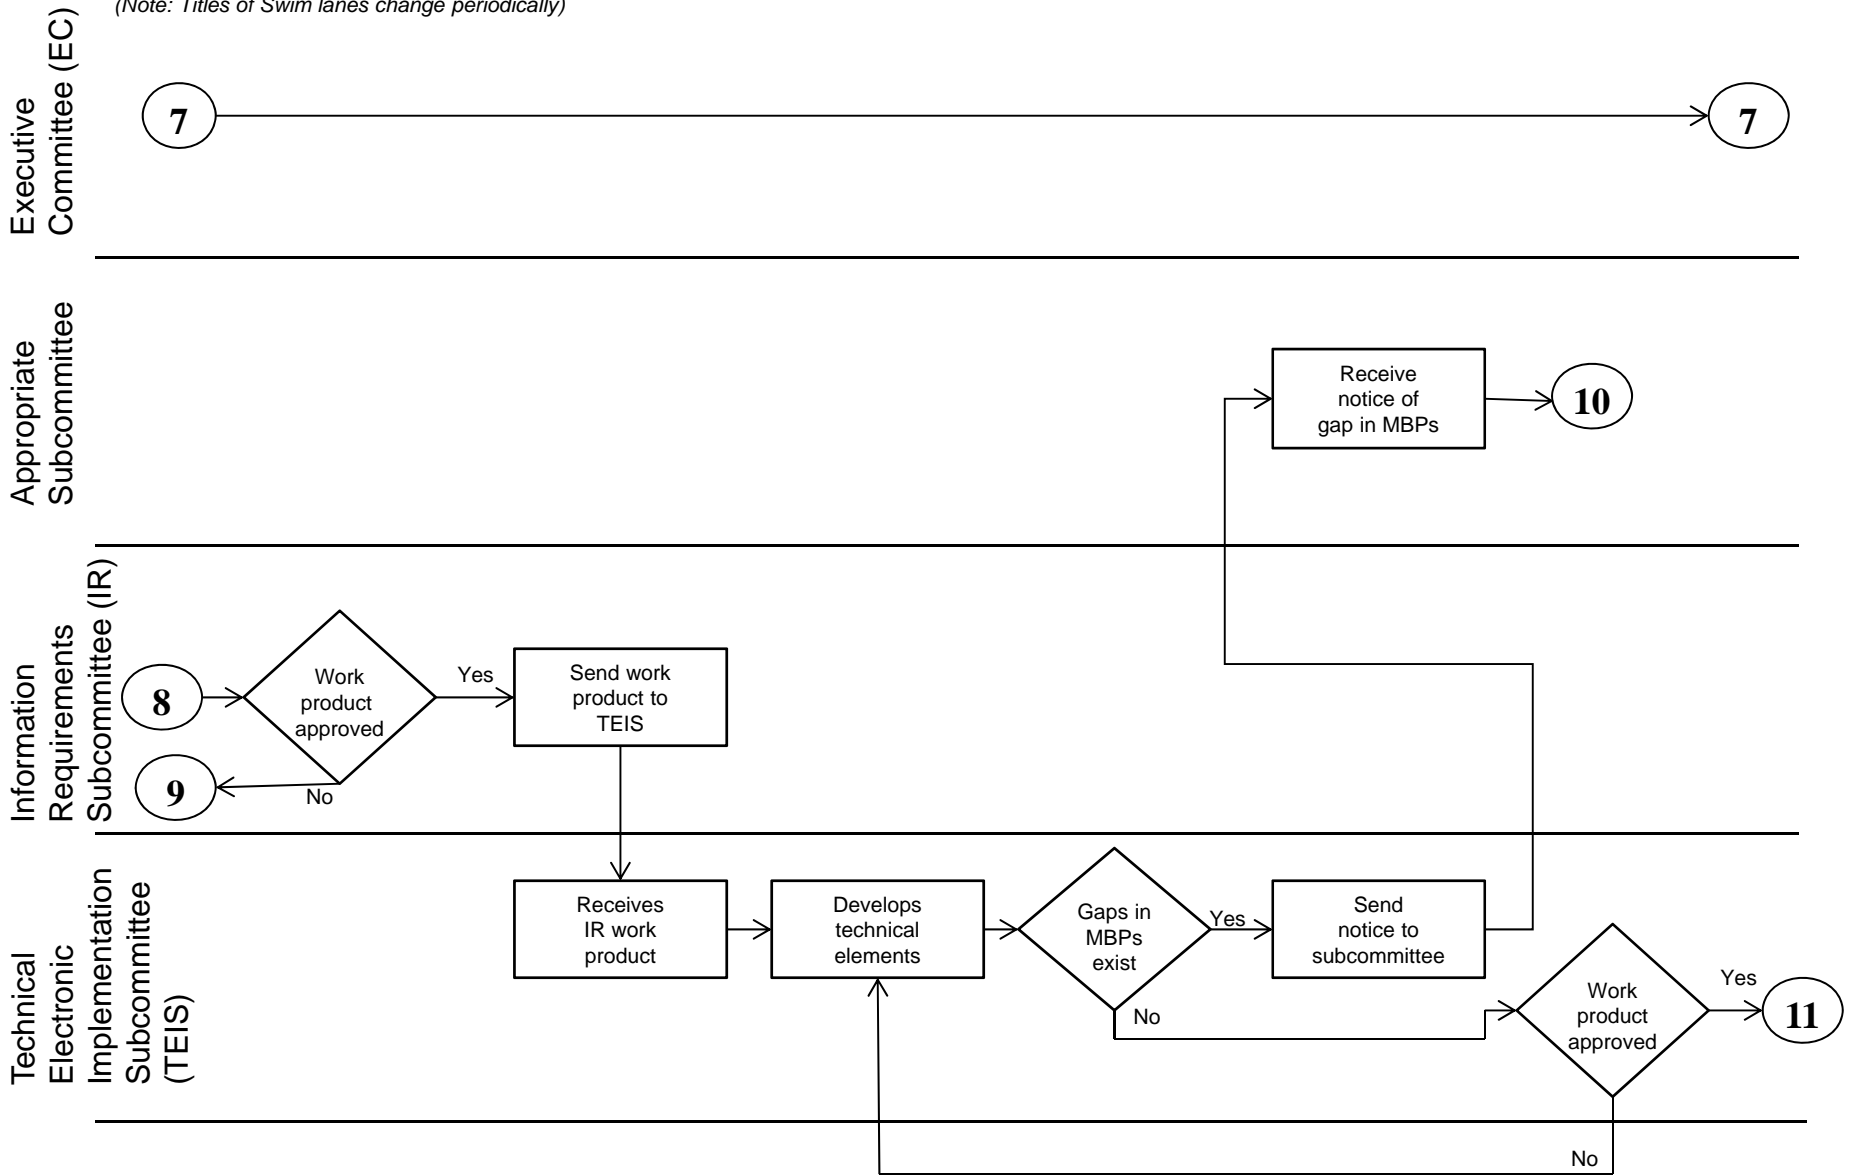 (Note: Titles of Swim lanes change periodically)
Executive
Committee (EC)
7
7
Appropriate
Subcommittee
Receive
notice of
gap in MBPs
10
Information
Requirements
Subcommittee (IR)
8
Work
product
approved
Yes
Send work
product to
TEIS
9
No
Technical
Electronic
Implementation
Subcommittee
(TEIS)
Receives
IR work
product
Develops
technical
elements
Gaps in
MBPs
exist
Yes
Send
notice to
subcommittee
No
Work
product
approved
Yes
11
No